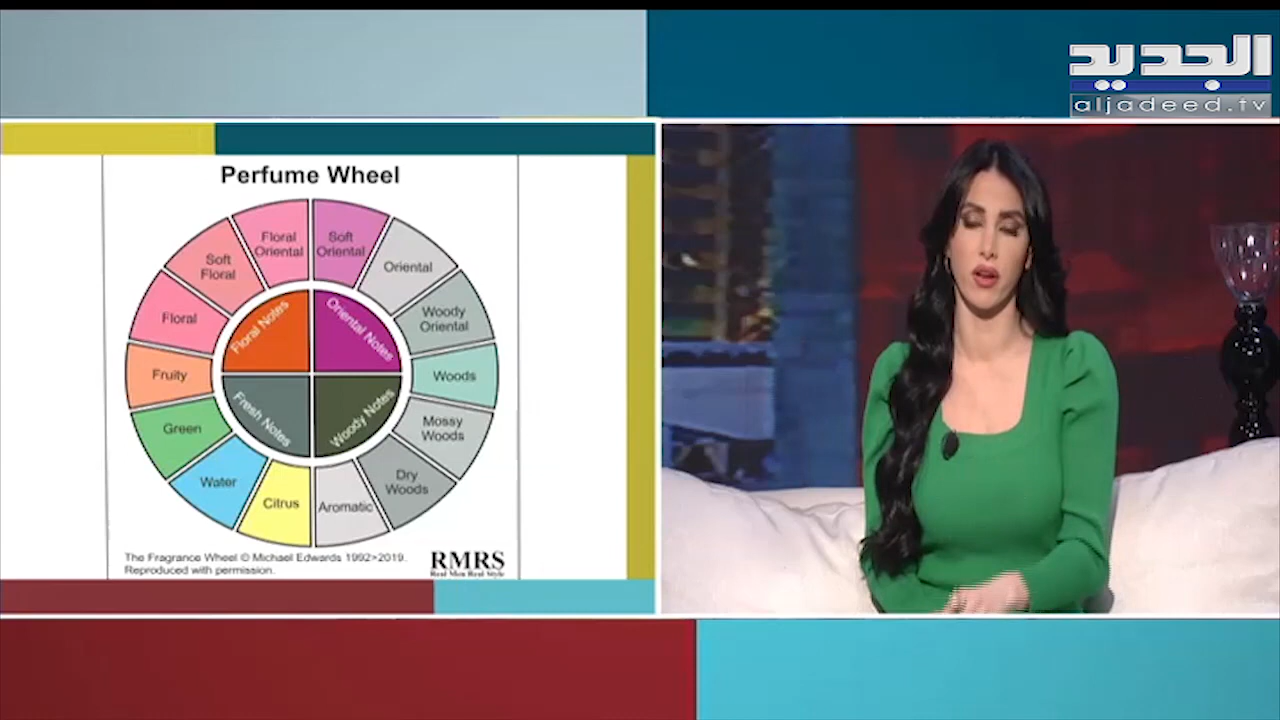 الجديد
aljadeed.tv
Perfume Wheel
Floral
Oriental
Soft
Oriental
Oriental
Woody
Oriental
Woods
Mossy
Woods
Dry
Woods
Aromatic
Citrus
Water
Green
Fruity
Floral
Soft
Floral
Floral Notes
Oriental Notes
Fresh Notes
Woody Notes
The Fragrance Wheel © Michael Edwards 1992>2019.
Reproduced with permission.
RMRS
Real Men Real Style